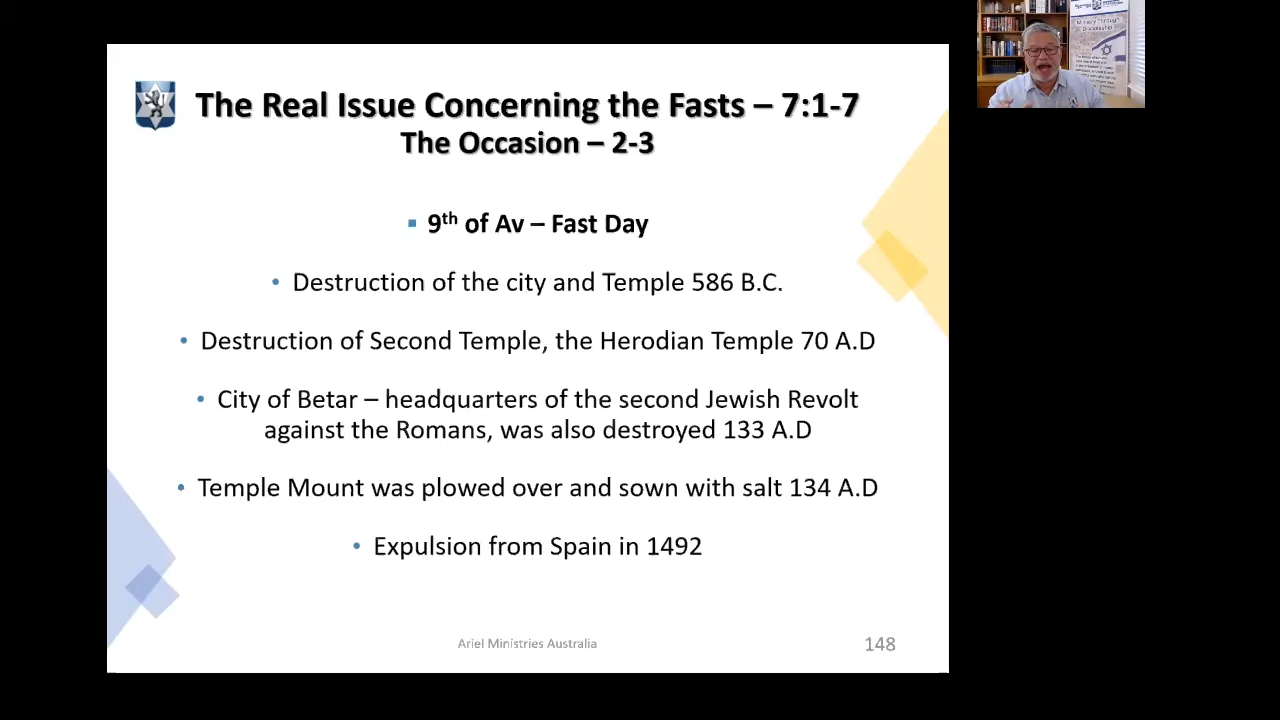 The Real Issue Concerning the Fasts – 7:1-7
The Occasion – 2-3
▪ 9th of Av – Fast Day
• Destruction of the city and Temple 586 B.C.
• Destruction of Second Temple, the Herodian Temple 70 A.D
• City of Betar – headquarters of the second Jewish Revolt
against the Romans, was also destroyed 133 A.D
• Temple Mount was plowed over and sown with salt 134 A.D
• Expulsion from Spain in 1492
Ariel Ministries Australia
148
Ministry Through
Discipleship